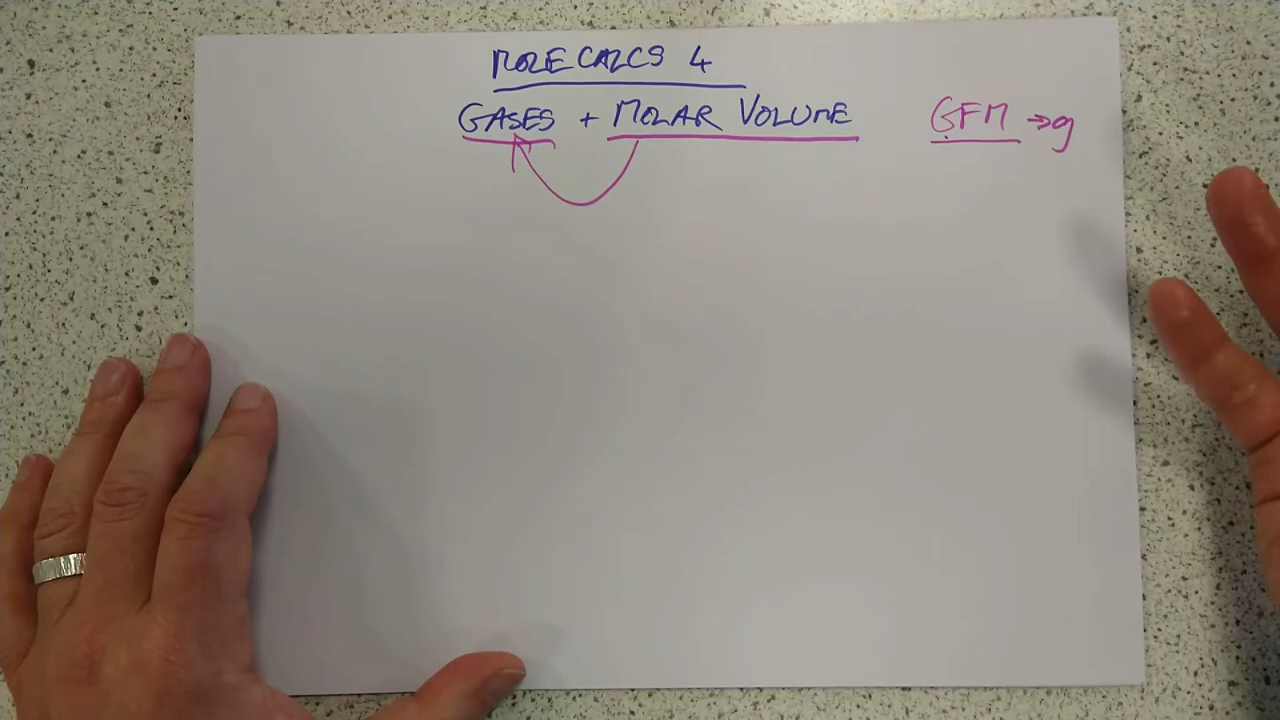 MOLE CALCS 4
GASES + MOLAR VOLUME
GFM → g